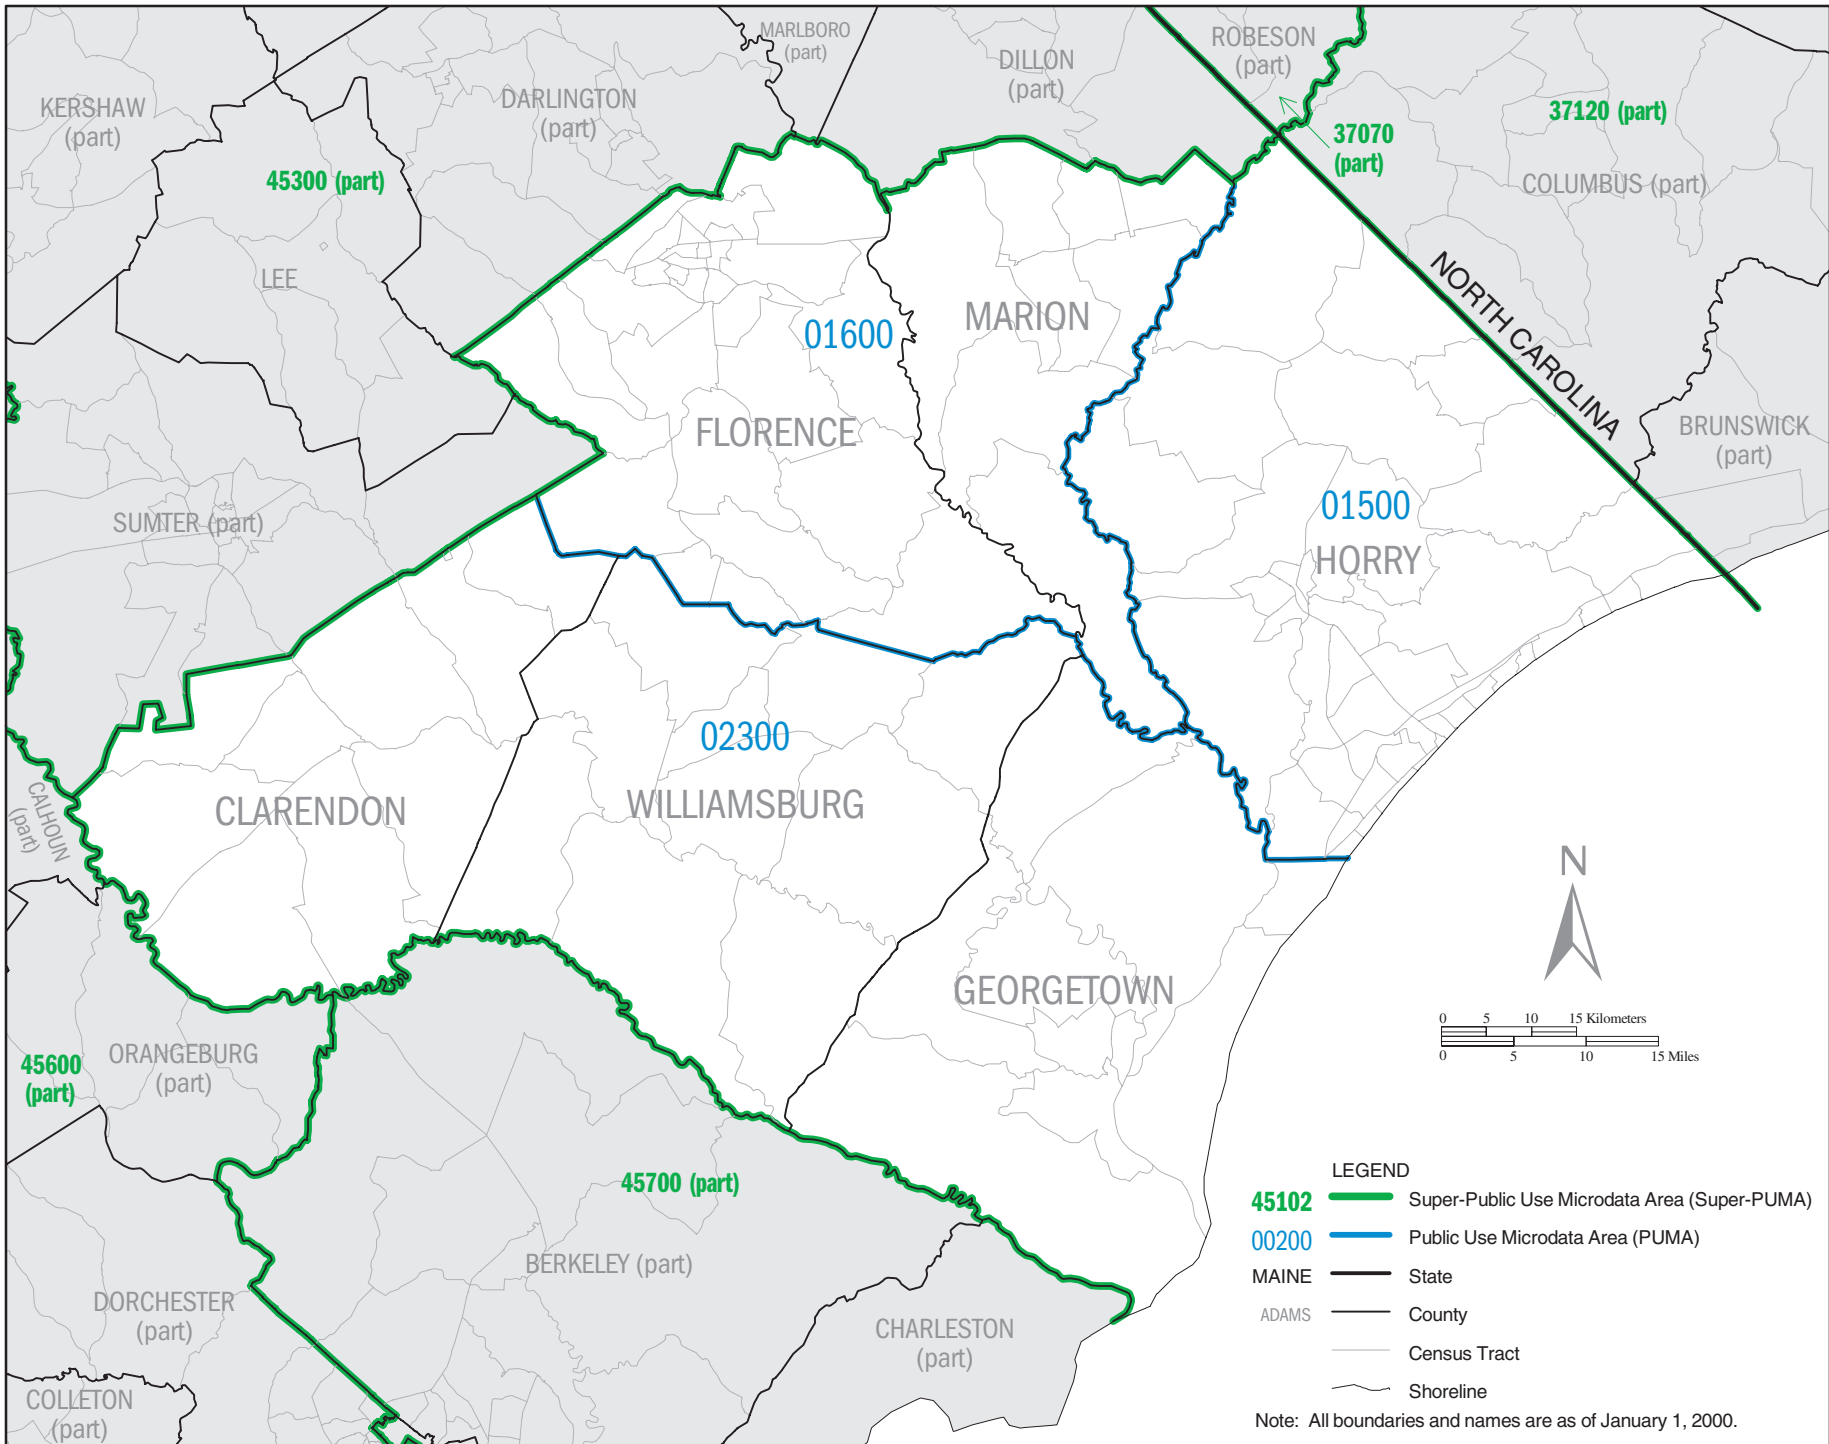 MARLBORO
(part)
ROBESON
(part)
DILLON
(part)
KERSHAW
(part)
DARLINGTON
(part)
37120 (part)
37070
(part)
45300 (part)
COLUMBUS (part)
LEE
NORTH CAROLINA
MARION
01600
FLORENCE
BRUNSWICK
(part)
01500
HORRY
SUMTER (part)
02300
CALHOUN
(part)
CLARENDON
WILLIAMSBURG
N
GEORGETOWN
0 5 10 15 Kilometers
0 5 10 15 Miles
ORANGEBURG
(part)
45600
(part)
45700 (part)
BERKELEY (part)
DORCHESTER
(part)
CHARLESTON
(part)
COLLETON
(part)
LEGEND
45102 Super-Public Use Microdata Area (Super-PUMA)
00200 Public Use Microdata Area (PUMA)
MAINE State
ADAMS County
Census Tract
Shoreline
Note: All boundaries and names are as of January 1, 2000.